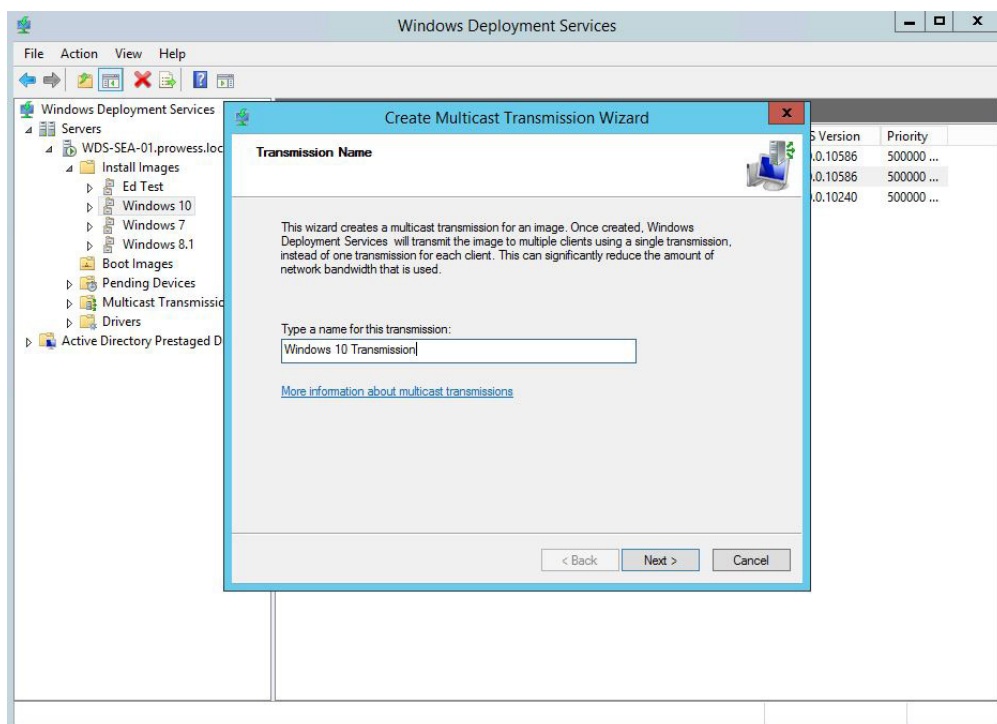 Windows Deployment Services
File Action View Help
Windows Deployment Services
Servers
WDS-SEA-01.prowess.loc
Install Images
Ed Test
Windows 10
Windows 7
Windows 8.1
Boot Images
Pending Devices
Multicast Transmissic
Drivers
Active Directory Prestaged D
Create Multicast Transmission Wizard
Transmission Name
This wizard creates a multicast transmission for an image. Once created, Windows
Deployment Services will transmit the image to multiple clients using a single transmission,
instead of one transmission for each client. This can significantly reduce the amount of
network bandwidth that is used.
Type a name for this transmission:
Windows 10 Transmission
More information about multicast transmissions
< Back Next > Cancel
S Version Priority
.0.10586 500000 ...
.0.10586 500000 ...
.0.10240 500000 ...